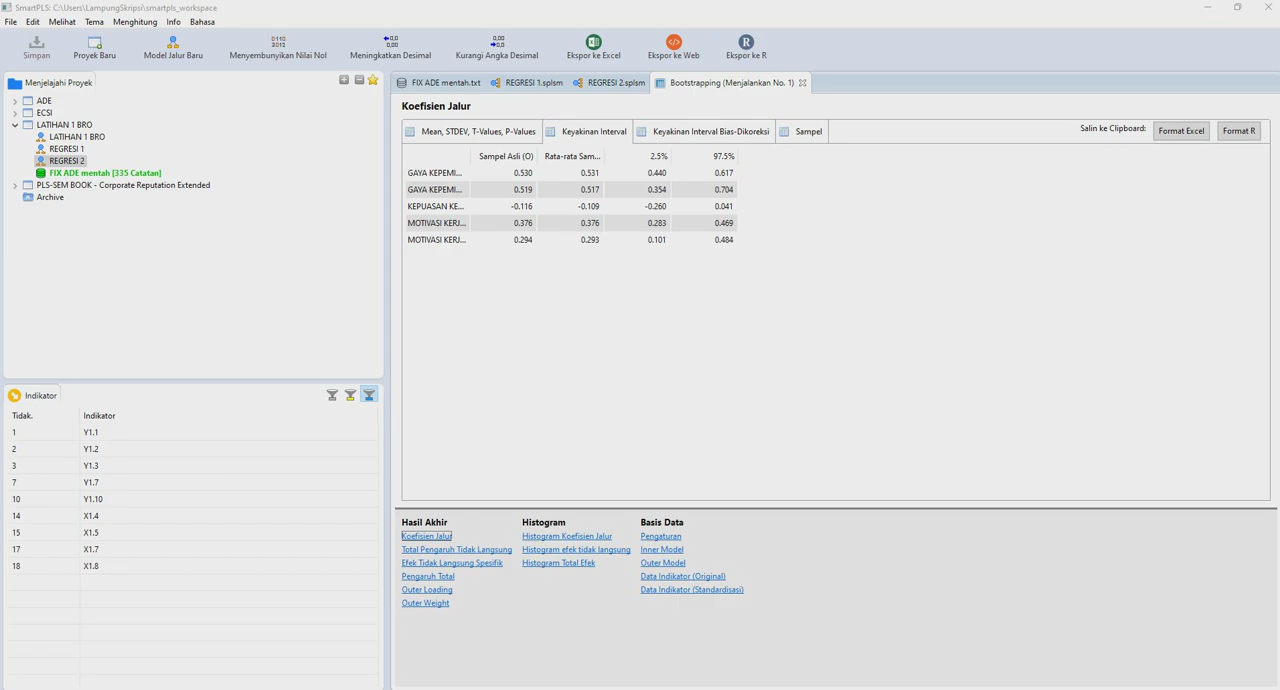 SmartPLS: C:\Users\LampungSkripsi\smartpls_workspace
File Edit Melihat Tema Menghitung Info Bahasa
Simpan Proyek Baru Model Jalur Baru Menyembunyikan Nilai Nol Meningkatkan Desimal Kurangi Angka Desimal Ekspor ke Excel Ekspor ke Web Ekspor ke R
Menjelajahi Proyek
ADE
ECSI
LATIHAN 1 BRO
LATIHAN 1 BRO
REGRESI 1
REGRESI 2
FIX ADE mentah [335 Catatan]
PLS-SEM BOOK - Corporate Reputation Extended
Archive
Indikator
Tidak. Indikator
1 Y1.1
2 Y1.2
3 Y1.3
7 Y1.7
10 Y1.10
14 X1.4
15 X1.5
17 X1.7
18 X1.8
FIX ADE mentah.txt REGRESI 1.splsm REGRESI 2.splsm Bootstrapping (Menjalankan No. 1)
Koefisien Jalur
Mean, STDEV, T-Values, P-Values Keyakinan Interval Keyakinan Interval Bias-Dikoreksi Sampel Salin ke Clipboard: Format Excel Format R
Sampel Asli (O) Rata-rata Sam... 2.5% 97.5%
GAYA KEPEMI... 0.530 0.531 0.440 0.617
GAYA KEPEMI... 0.519 0.517 0.354 0.704
KEPUASAN KE... -0.116 -0.109 -0.260 0.041
MOTIVASI KERJ... 0.376 0.376 0.283 0.469
MOTIVASI KERJ... 0.294 0.293 0.101 0.484
Hasil Akhir Histogram Basis Data
Koefisien Jalur Histogram Koefisien Jalur Pengaturan
Total Pengaruh Tidak Langsung Histogram efek tidak langsung Inner Model
Efek Tidak Langsung Spesifik Histogram Total Efek Outer Model
Pengaruh Total Data Indikator (Original)
Outer Loading Data Indikator (Standardisasi)
Outer Weight